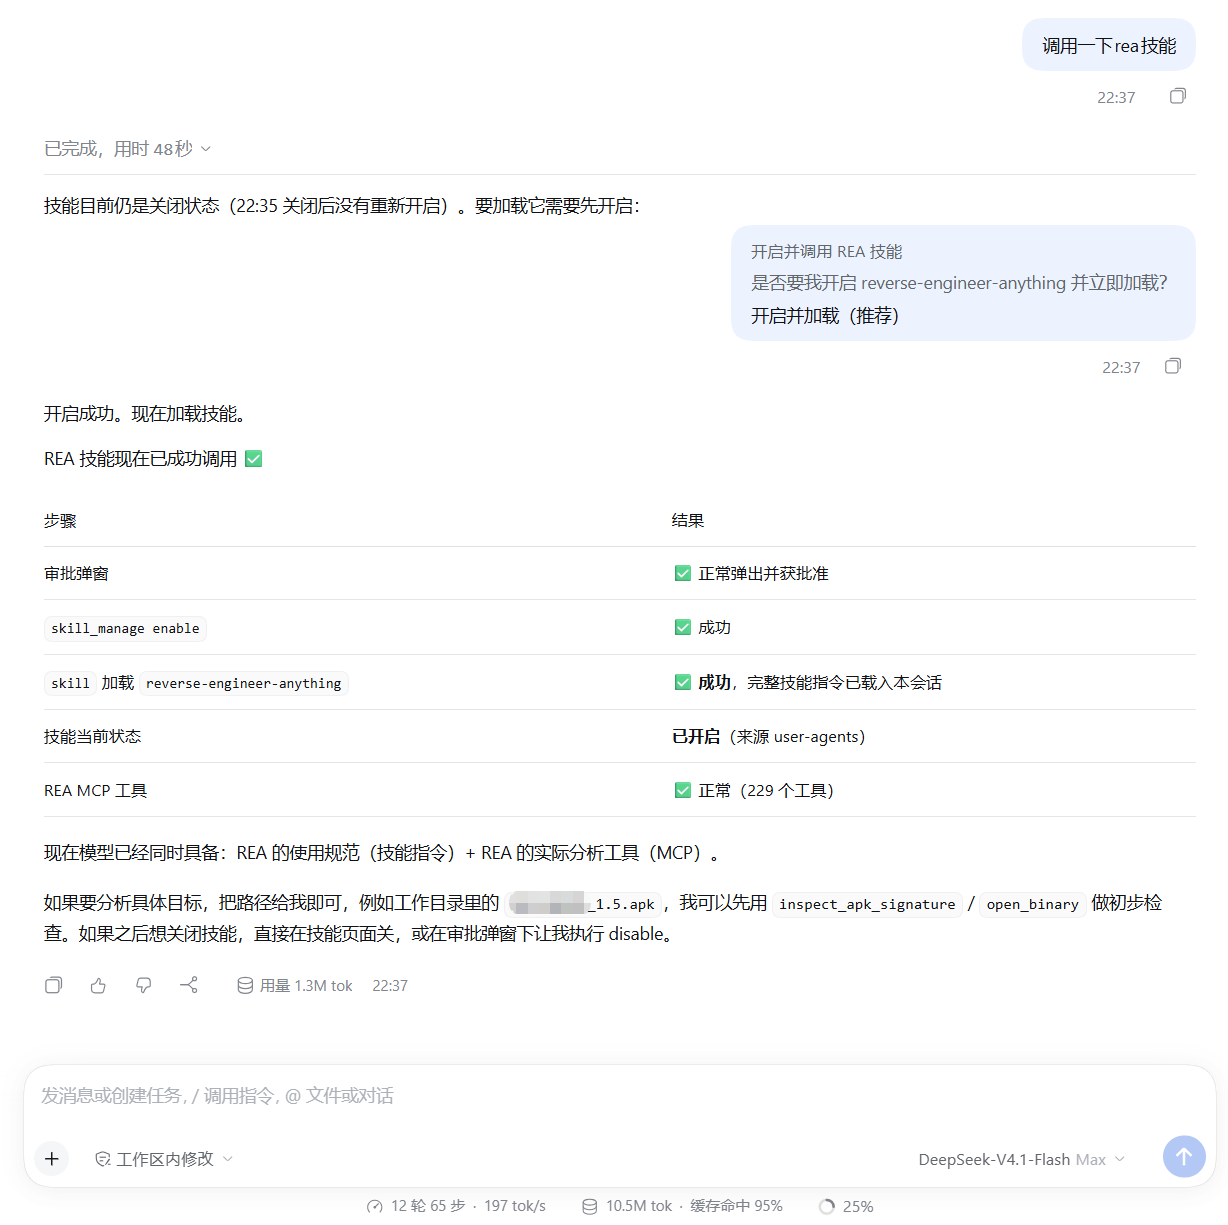 调用一下rea技能
22:37
已完成，用时 48秒
技能目前仍是关闭状态（22:35 关闭后没有重新开启）。要加载它需要先开启：
开启并调用 REA 技能
是否要我开启 reverse-engineer-anything 并立即加载？
开启并加载（推荐）
22:37
开启成功。现在加载技能。
REA 技能现在已成功调用 ✅
步骤 结果
审批弹窗 ✅ 正常弹出并获批准
skill_manage enable ✅ 成功
skill 加载 reverse-engineer-anything ✅ 成功，完整技能指令已载入本会话
技能当前状态 已开启（来源 user-agents）
REA MCP 工具 ✅ 正常（229 个工具）
现在模型已经同时具备：REA 的使用规范（技能指令）+ REA 的实际分析工具（MCP）。
如果要分析具体目标，把路径给我即可，例如工作目录里的 _1.5.apk，我可以先用 inspect_apk_signature / open_binary 做初步检
查。如果之后想关闭技能，直接在技能页面关，或在审批弹窗下让我执行 disable。
用量 1.3M tok 22:37
发消息或创建任务, / 调用指令, @ 文件或对话
工作区内修改 DeepSeek-V4.1-Flash Max
12 轮 65 步 · 197 tok/s 10.5M tok · 缓存命中 95% 25%